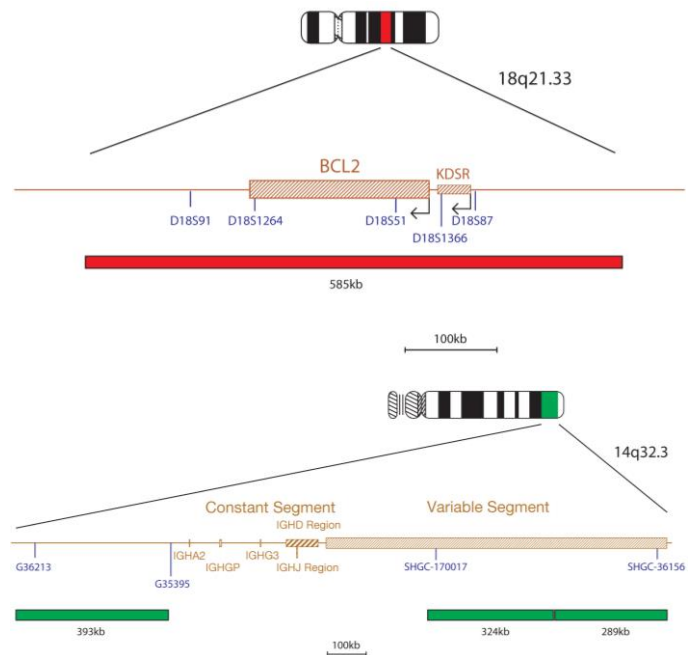 18q21.33
BCL2
KDSR
D18S91
D18S1264
D18S51
D18S87
D18S1366
585kb
100kb
14q32.3
Constant Segment
Variable Segment
IGHD Region
IGHA2
IGHG3
IGHGP
IGHJ Region
G36213
SHGC-170017
SHGC-36156
G35395
393kb
324kb
289kb
100kb